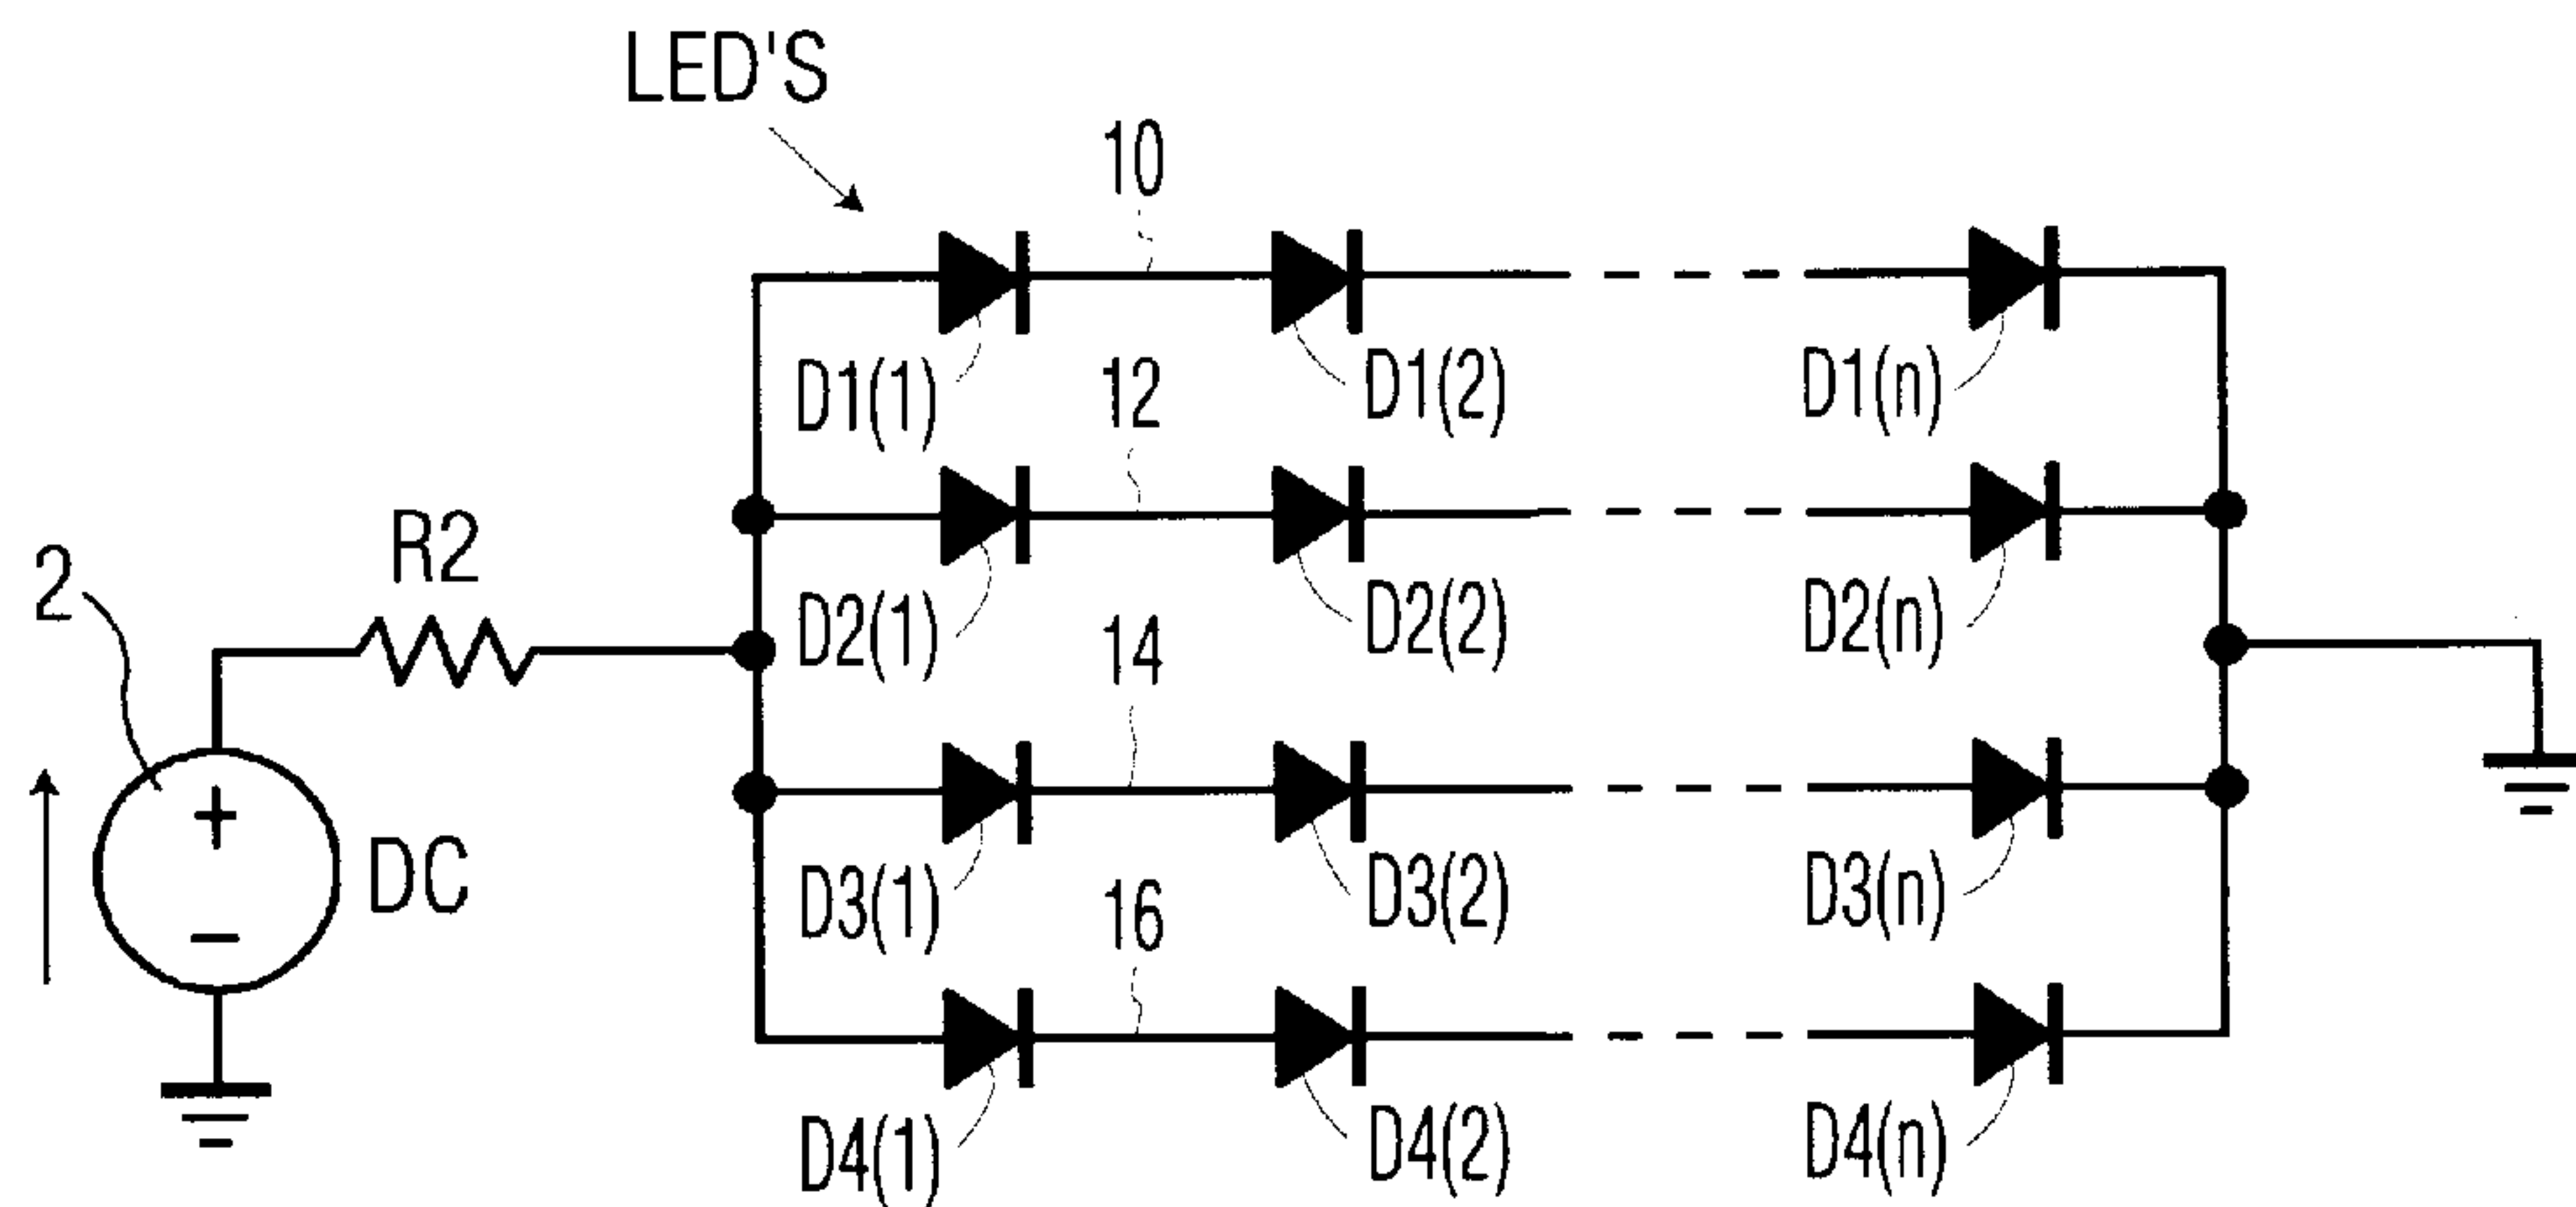 LED'S
10
D1(1)
12
D1(2)
D1(n)
R2
2
D2(1)
14
D2(2)
D2(n)
+
DC
−
D3(1)
16
D3(2)
D3(n)
D4(1)
D4(2)
D4(n)